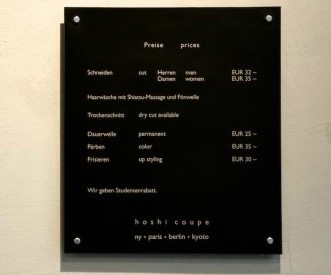 Preise prices
Schneiden cut Herren men EUR 32 ~
Damen women EUR 35 ~
Haarwäsche mit Shiatsu-Massage und Fönwelle
Trockenschnitt dry cut available
Dauerwelle permanent EUR 25 ~
Färben color EUR 35 ~
Frisieren up styling EUR 30 ~
Wir geben Studentenrabatt.
hoshi coupe
ny • paris • berlin • kyoto